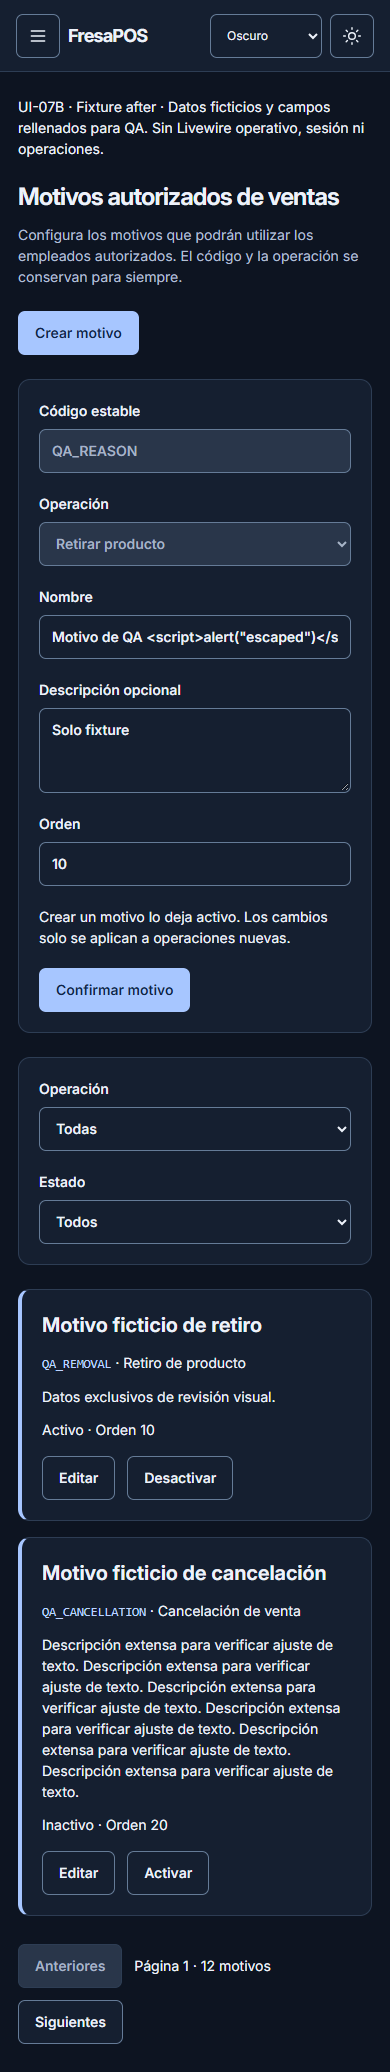 FresaPOS
Oscuro
UI-07B · Fixture after · Datos ficticios y campos
rellenados para QA. Sin Livewire operativo, sesión ni
operaciones.
Motivos autorizados de ventas
Configura los motivos que podrán utilizar los
empleados autorizados. El código y la operación se
conservan para siempre.
Crear motivo
Código estable
QA_REASON
Operación
Retirar producto
Nombre
Motivo de QA <script>alert("escaped")</s
Descripción opcional
Solo fixture
Orden
10
Crear un motivo lo deja activo. Los cambios
solo se aplican a operaciones nuevas.
Confirmar motivo
Operación
Todas
Estado
Todos
Motivo ficticio de retiro
QA_REMOVAL · Retiro de producto
Datos exclusivos de revisión visual.
Activo · Orden 10
Editar
Desactivar
Motivo ficticio de cancelación
QA_CANCELLATION · Cancelación de venta
Descripción extensa para verificar ajuste de
texto. Descripción extensa para verificar
ajuste de texto. Descripción extensa para
verificar ajuste de texto. Descripción extensa
para verificar ajuste de texto. Descripción
extensa para verificar ajuste de texto.
Descripción extensa para verificar ajuste de
texto.
Inactivo · Orden 20
Editar
Activar
Anteriores
Página 1 · 12 motivos
Siguientes